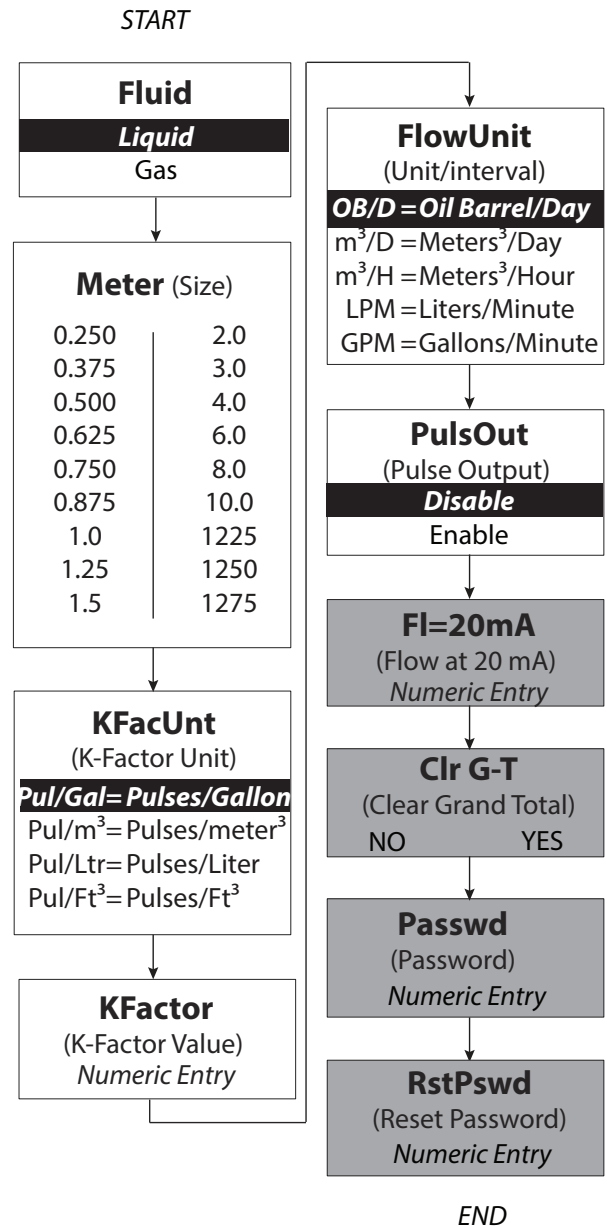 START
Fluid
Liquid
Gas
Meter (Size)
0.250 2.0
0.375 3.0
0.500 4.0
0.625 6.0
0.750 8.0
0.875 10.0
1.0 1225
1.25 1250
1.5 1275
KFacUnt
(K-Factor Unit)
Pul/Gal= Pulses/Gallon
Pul/m³= Pulses/meter³
Pul/Ltr= Pulses/Liter
Pul/Ft³= Pulses/Ft³
KFactor
(K-Factor Value)
Numeric Entry
FlowUnit
(Unit/interval)
OB/D = Oil Barrel/Day
m³/D = Meters³/Day
m³/H = Meters³/Hour
LPM = Liters/Minute
GPM = Gallons/Minute
PulsOut
(Pulse Output)
Disable
Enable
Fl=20mA
(Flow at 20 mA)
Numeric Entry
Clr G-T
(Clear Grand Total)
NO YES
Passwd
(Password)
Numeric Entry
RstPswd
(Reset Password)
Numeric Entry
END